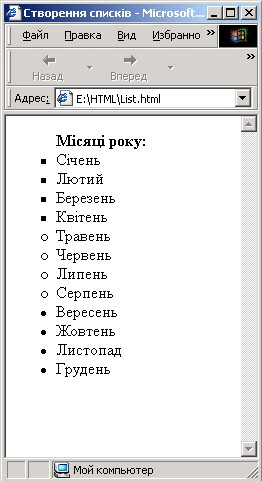 Створення списків - Microsoft...
Файл Правка Вид Избранно »
Назад Вперед »
Адрес: E:\HTML\List.html
Місяці року:
Січень
Лютий
Березень
Квітень
Травень
Червень
Липень
Серпень
Вересень
Жовтень
Листопад
Грудень
Мой компьютер